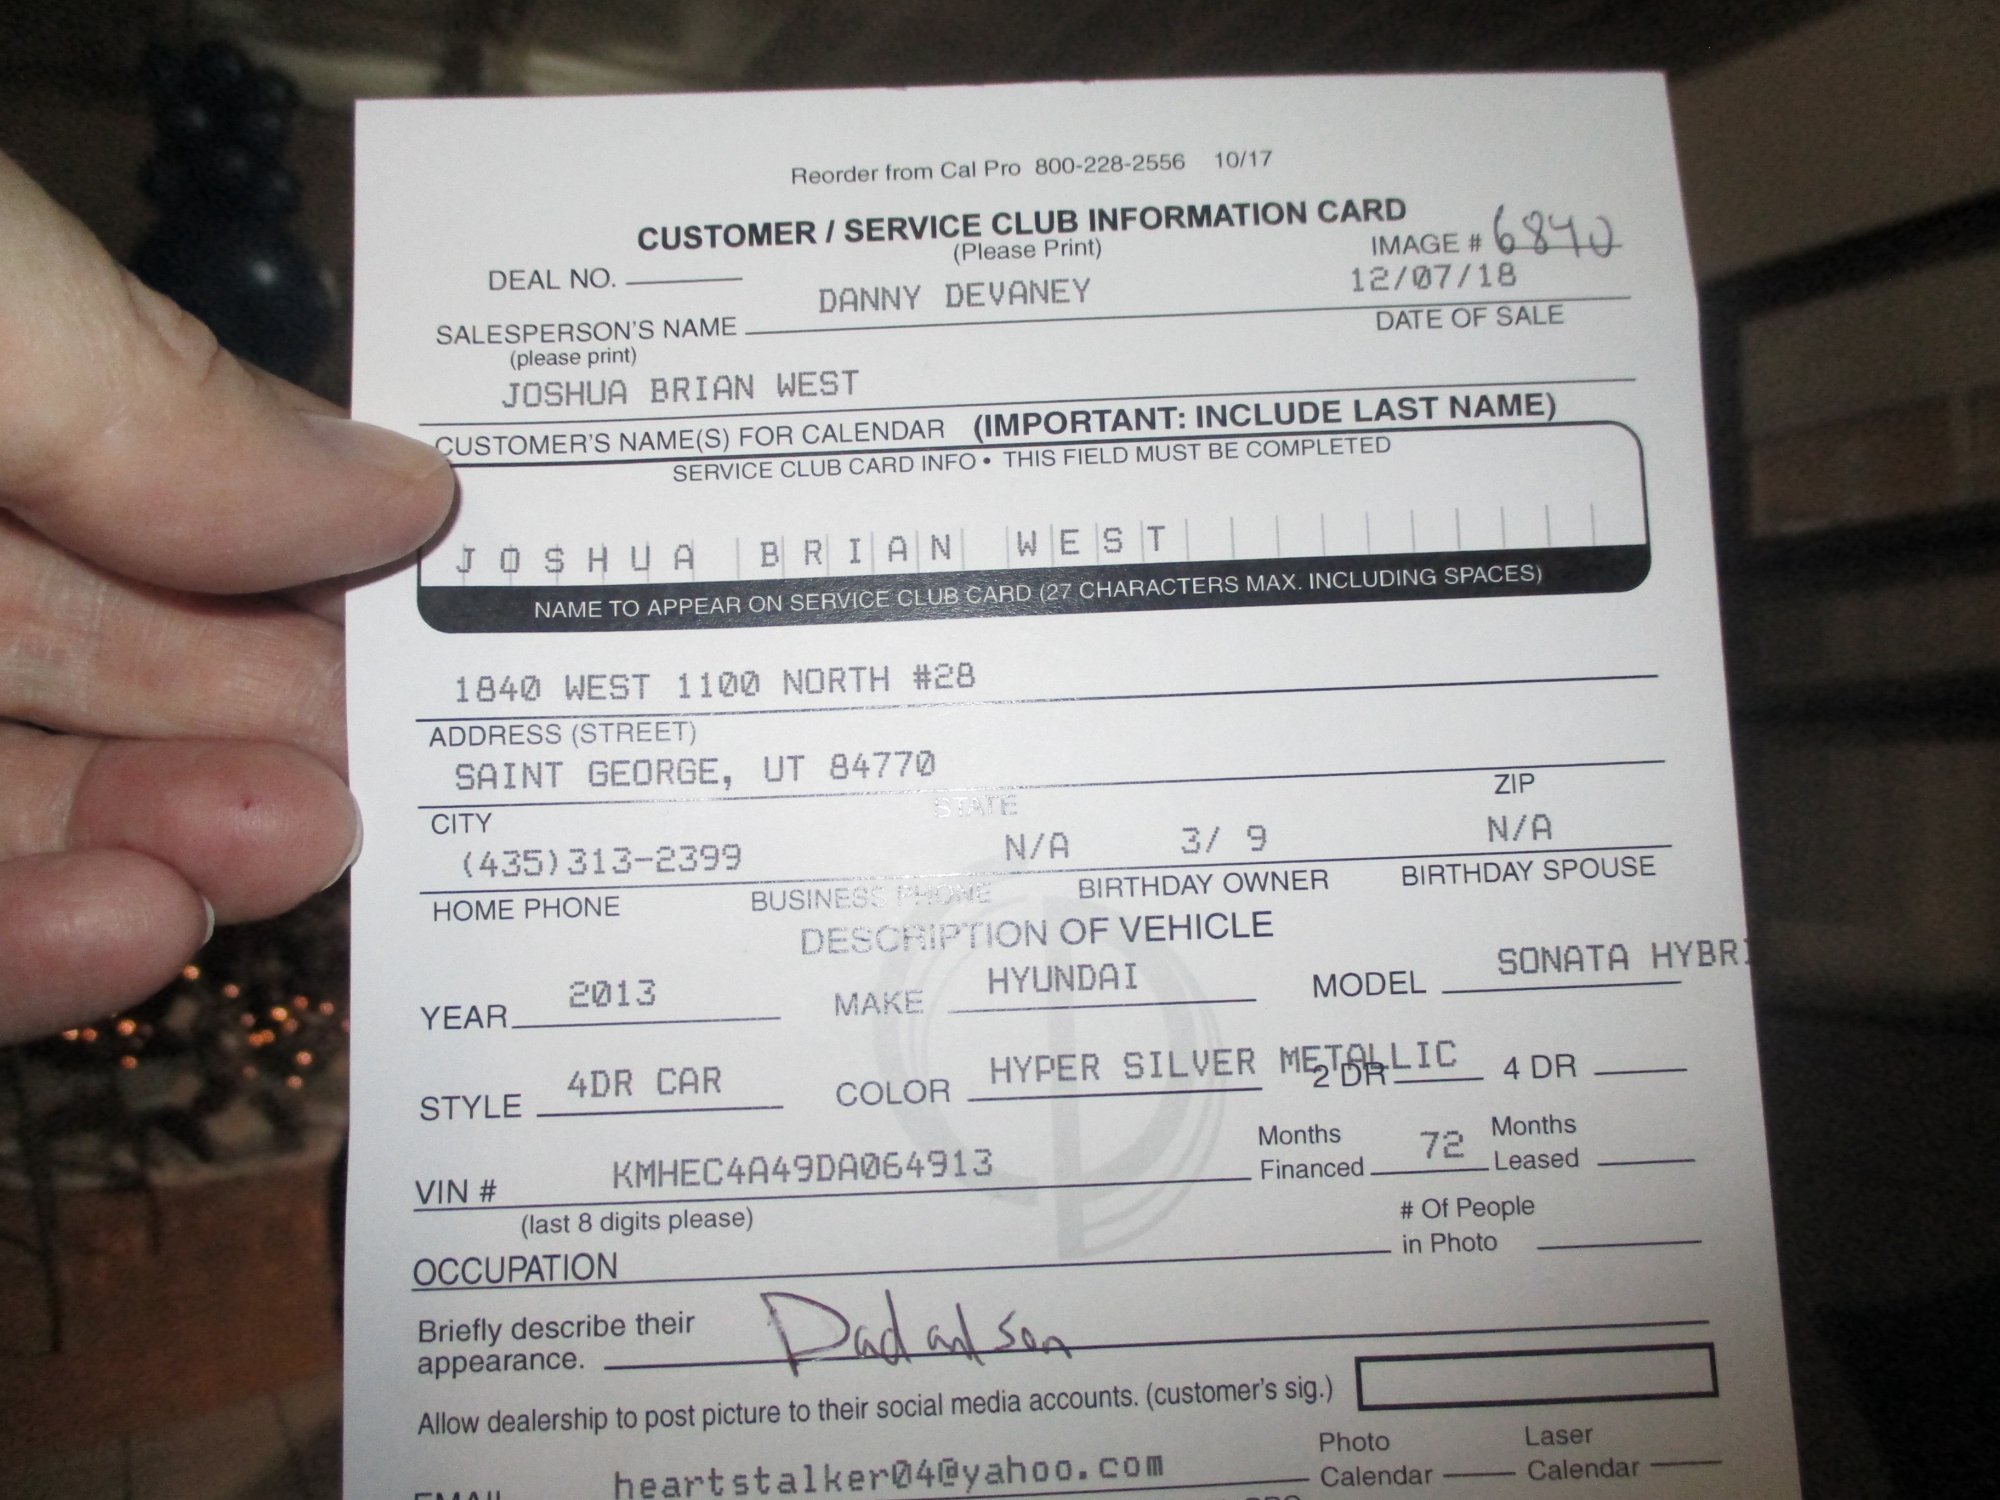 Reorder from Cal Pro 800-228-2556 10/17
CUSTOMER / SERVICE CLUB INFORMATION CARD
(Please Print)
IMAGE # 6840
DEAL NO.
DANNY DEVANEY 12/07/18
SALESPERSON'S NAME DATE OF SALE
(please print)
JOSHUA BRIAN WEST
CUSTOMER'S NAME(S) FOR CALENDAR (IMPORTANT: INCLUDE LAST NAME)
SERVICE CLUB CARD INFO • THIS FIELD MUST BE COMPLETED
JOSHUA BRIAN WEST
NAME TO APPEAR ON SERVICE CLUB CARD (27 CHARACTERS MAX. INCLUDING SPACES)
1840 WEST 1100 NORTH #28
ADDRESS (STREET)
SAINT GEORGE, UT 84770
CITY STATE ZIP
(435)313-2399 N/A 3/ 9 N/A
HOME PHONE BUSINESS PHONE BIRTHDAY OWNER BIRTHDAY SPOUSE
DESCRIPTION OF VEHICLE
YEAR 2013 MAKE HYUNDAI MODEL SONATA HYBRI
STYLE 4DR CAR COLOR HYPER SILVER METALLIC 2 DR 4 DR
VIN # KMHEC4A49DA064913 Months Financed 72 Months Leased
(last 8 digits please)
# Of People in Photo
OCCUPATION
Briefly describe their appearance. Dad and son
Allow dealership to post picture to their social media accounts. (customer's sig.)
EMAIL heartstalker04@yahoo.com Photo Calendar Laser Calendar